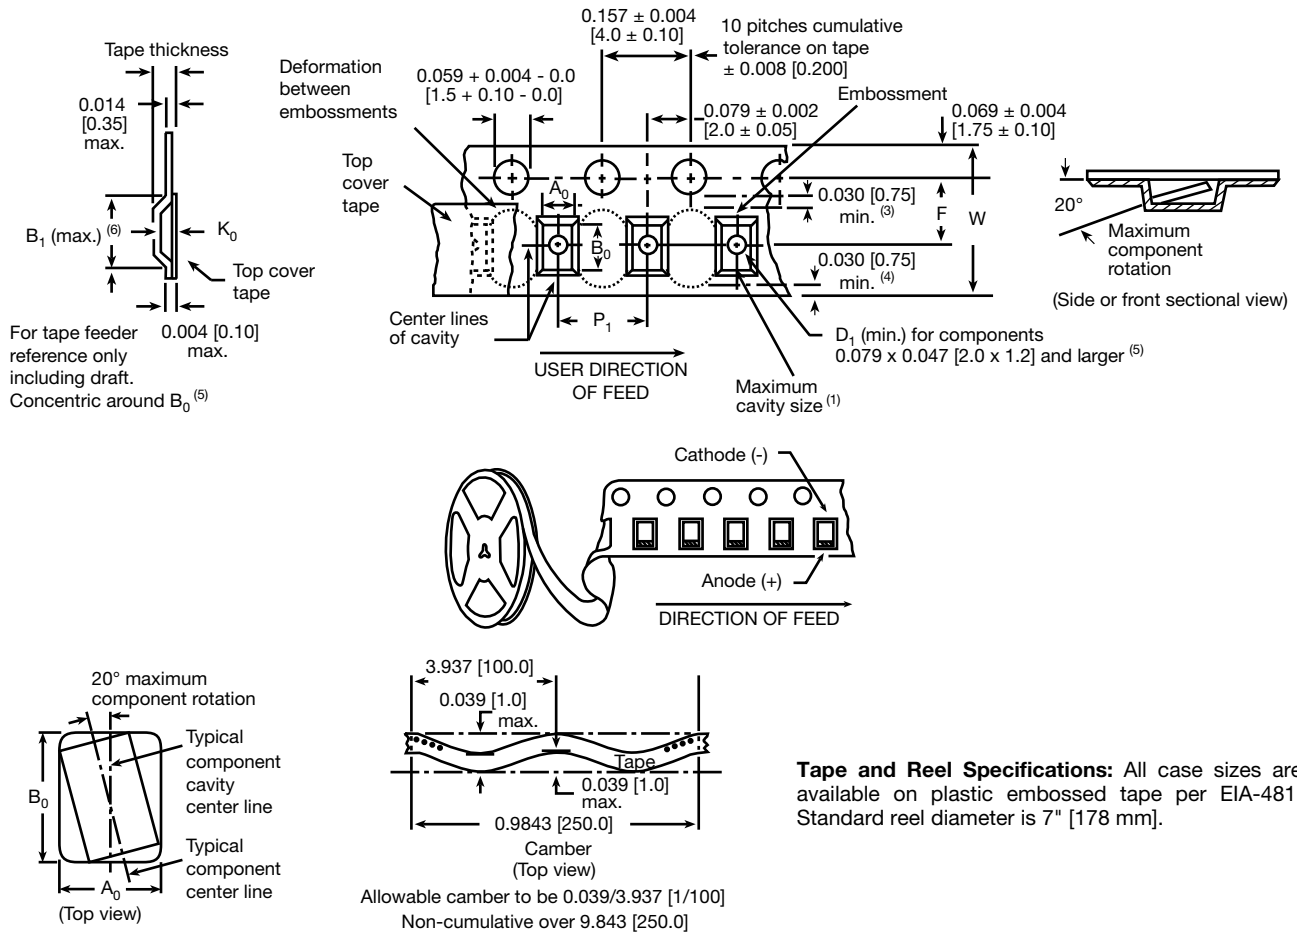 Tape thickness
0.014
[0.35]
max.
B1 (max.) (6)
K0
Top cover
tape
For tape feeder
reference only
including draft.
Concentric around B0 (5)
0.004 [0.10]
max.
Deformation
between
embossments
Top
cover
tape
0.059 + 0.004 - 0.0
[1.5 + 0.10 - 0.0]
0.157 ± 0.004
[4.0 ± 0.10]
10 pitches cumulative
tolerance on tape
± 0.008 [0.200]
0.079 ± 0.002
[2.0 ± 0.05]
Embossment
0.069 ± 0.004
[1.75 ± 0.10]
A0
B0
0.030 [0.75]
min. (3)
F
W
0.030 [0.75]
min. (4)
Center lines
of cavity
P1
USER DIRECTION
OF FEED
D1 (min.) for components
0.079 x 0.047 [2.0 x 1.2] and larger (5)
Maximum
cavity size (1)
20°
Maximum
component
rotation
(Side or front sectional view)
Cathode (-)
Anode (+)
DIRECTION OF FEED
20° maximum
component rotation
Typical
component
cavity
center line
B0
Typical
component
center line
A0
(Top view)
3.937 [100.0]
0.039 [1.0]
max.
Tape
0.039 [1.0]
max.
0.9843 [250.0]
Camber
(Top view)
Allowable camber to be 0.039/3.937 [1/100]
Non-cumulative over 9.843 [250.0]
Tape and Reel Specifications: All case sizes are
available on plastic embossed tape per EIA-481
Standard reel diameter is 7" [178 mm].